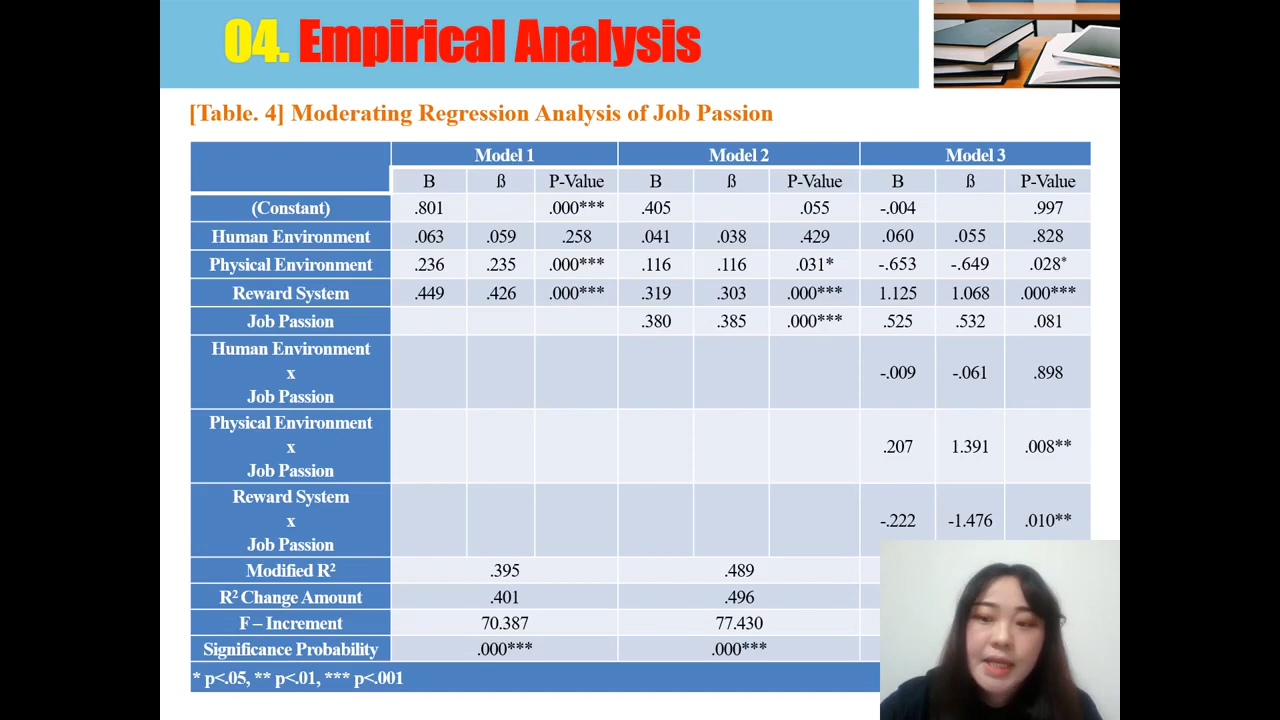 04. Empirical Analysis
[Table. 4] Moderating Regression Analysis of Job Passion
Model 1 Model 2 Model 3
B ß P-Value B ß P-Value B ß P-Value
(Constant) .801 .000*** .405 .055 -.004 .997
Human Environment .063 .059 .258 .041 .038 .429 .060 .055 .828
Physical Environment .236 .235 .000*** .116 .116 .031* -.653 -.649 .028*
Reward System .449 .426 .000*** .319 .303 .000*** 1.125 1.068 .000***
Job Passion .380 .385 .000*** .525 .532 .081
Human Environment
x
Job Passion
-.009 -.061 .898
Physical Environment
x
Job Passion
.207 1.391 .008**
Reward System
x
Job Passion
-.222 -1.476 .010**
Modified R² .395 .489
R² Change Amount .401 .496
F – Increment 70.387 77.430
Significance Probability .000*** .000***
* p<.05, ** p<.01, *** p<.001